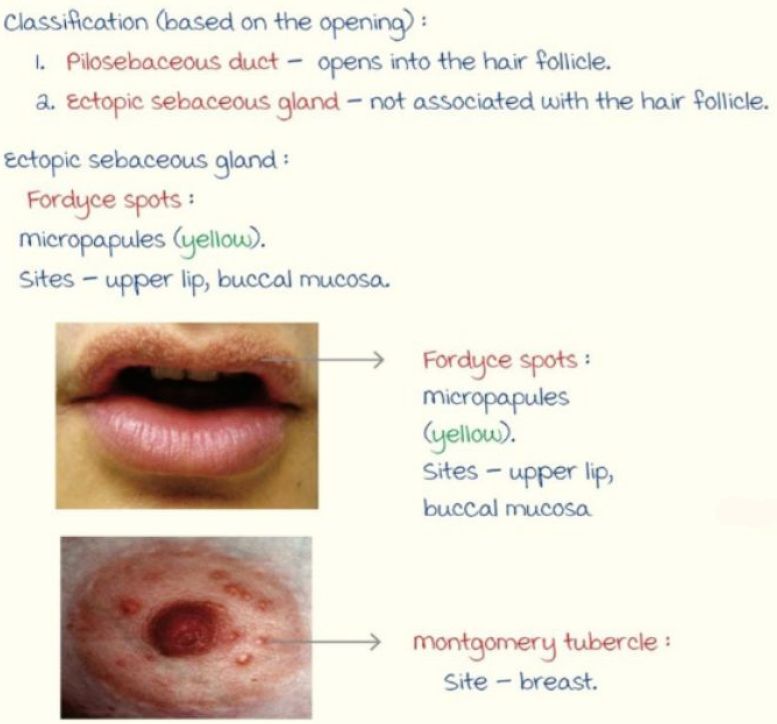 Classification (based on the opening) :
1. Pilosebaceous duct – opens into the hair follicle.
2. Ectopic sebaceous gland – not associated with the hair follicle.
Ectopic sebaceous gland :
Fordyce spots :
micropapules (yellow).
Sites – upper lip, buccal mucosa.
Fordyce spots :
micropapules
(yellow).
Sites – upper lip,
buccal mucosa
montgomery tubercle :
Site – breast.